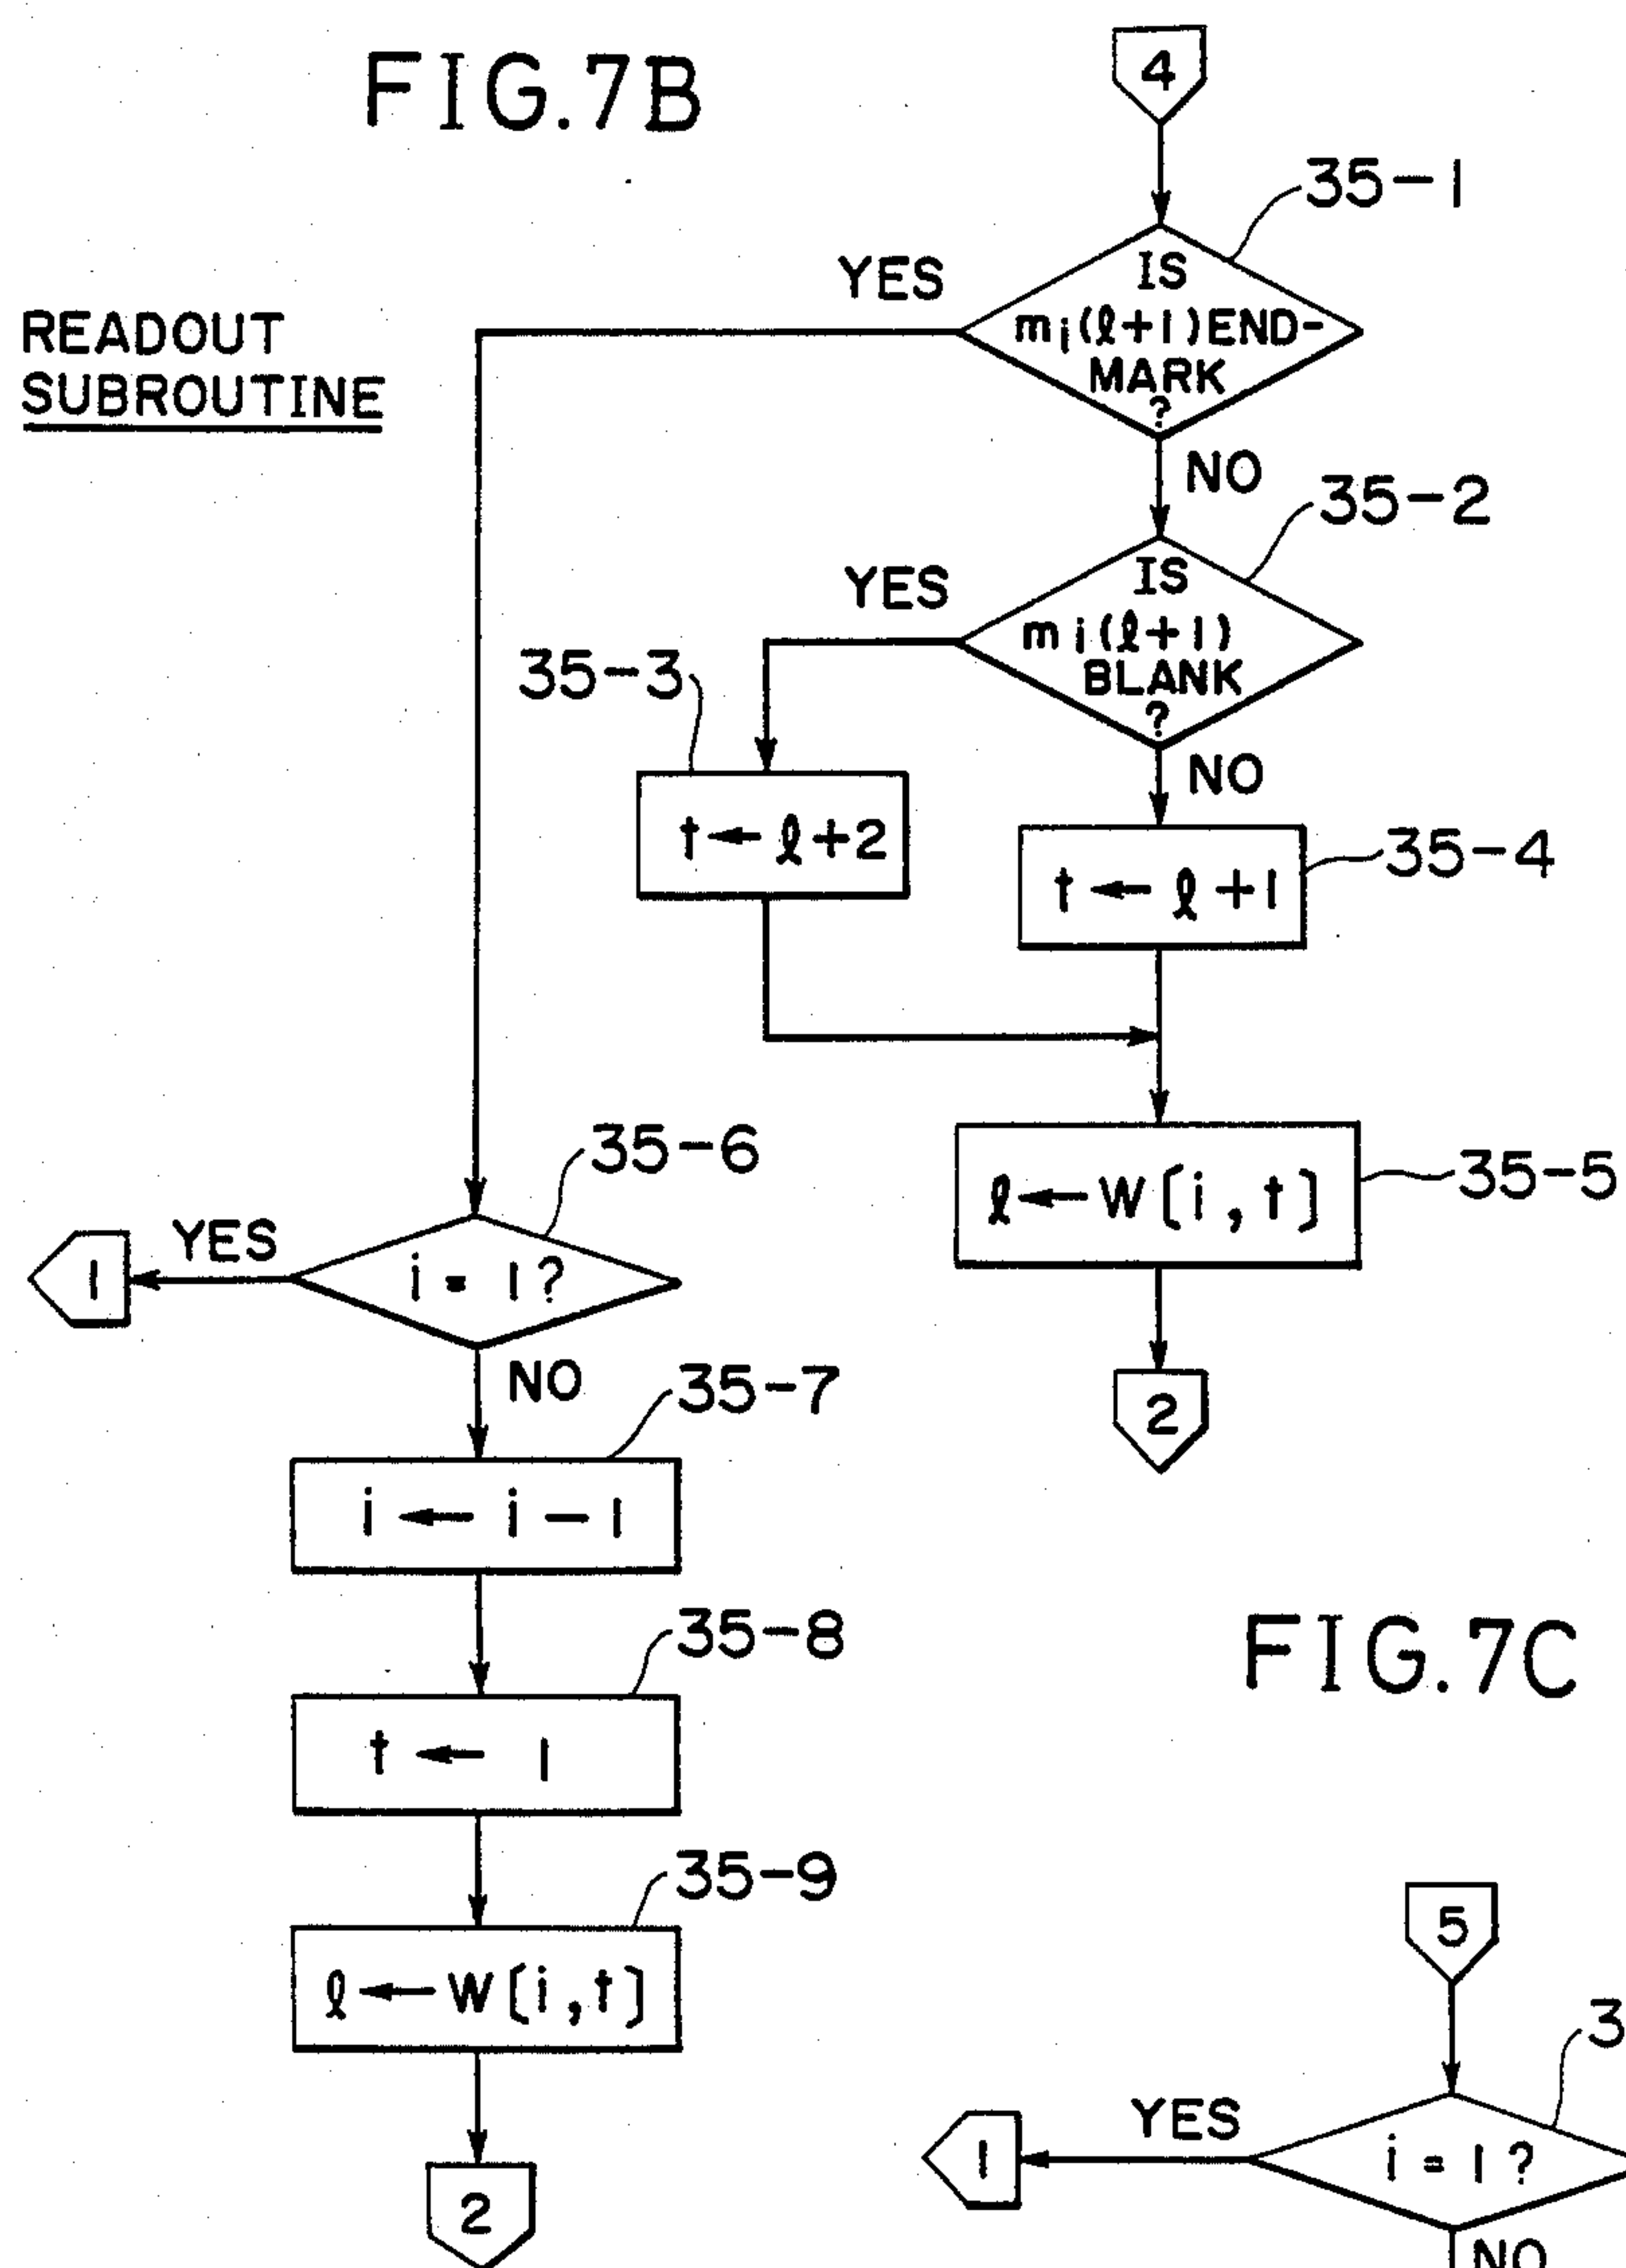 FIG.7B
4
35-1
READOUT
SUBROUTINE
YES
IS
mᵢ(ℓ+1)END-
MARK
?
NO
35-2
YES
IS
mᵢ(ℓ+1)
BLANK
?
35-3
NO
t←ℓ+2
35-4
t←ℓ+1
35-5
ℓ←W[i,t]
2
35-6
1
YES
i = 1?
NO
35-7
i ← i − 1
35-8
t ← 1
35-9
ℓ←W[i,t]
2
FIG.7C
5
3
1
YES
i = 1?
NO